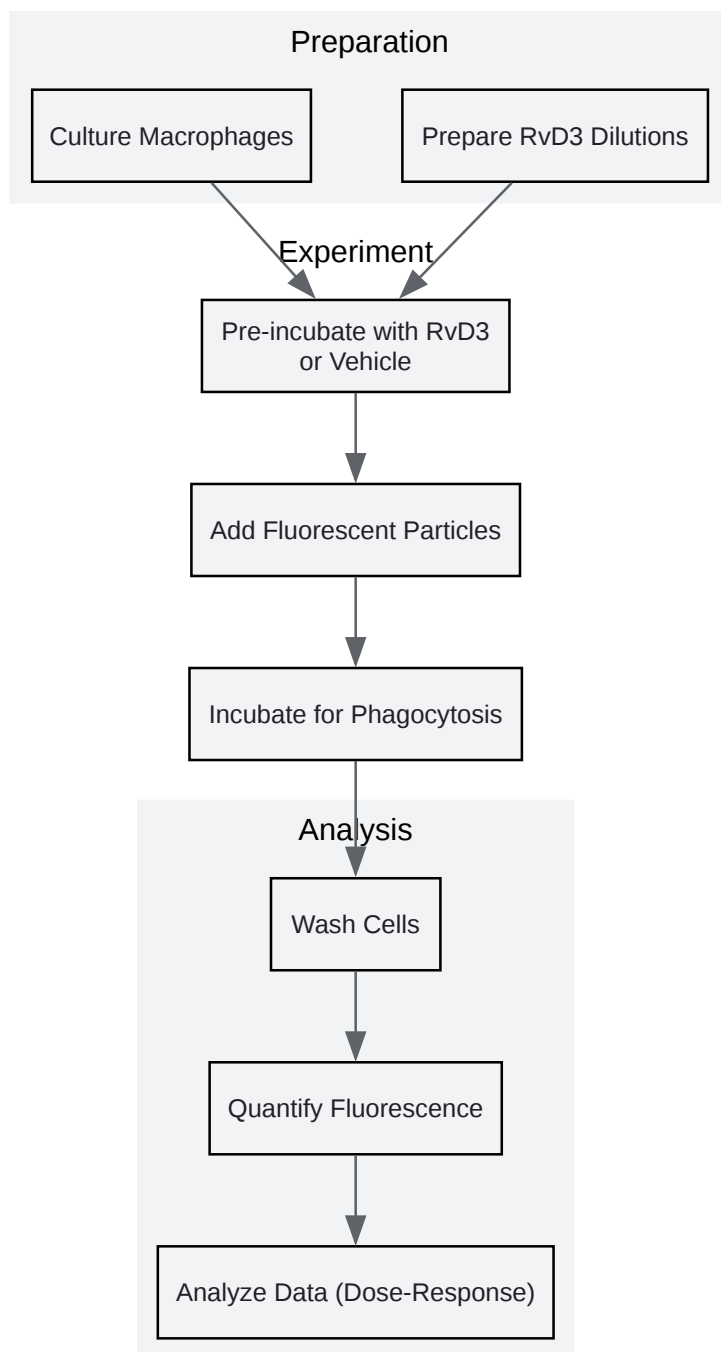 Preparation
Culture Macrophages
Prepare RvD3 Dilutions
Experiment
Pre-incubate with RvD3
or Vehicle
Add Fluorescent Particles
Incubate for Phagocytosis
Analysis
Wash Cells
Quantify Fluorescence
Analyze Data (Dose-Response)